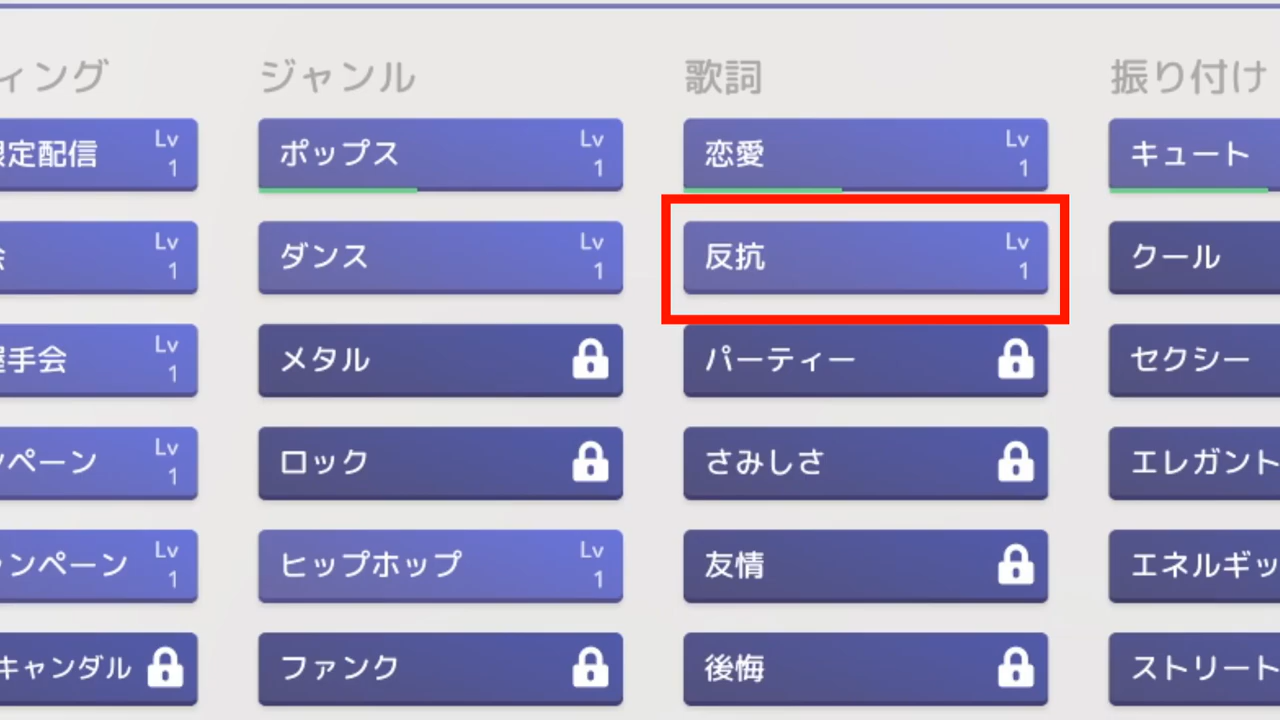 ィング
定配信 Lv 1
Lv 1
手会 Lv 1
ペーン Lv 1
ンペーン Lv 1
キャンダル
ジャンル
ポップス Lv 1
ダンス Lv 1
メタル
ロック
ヒップホップ Lv 1
ファンク
歌詞
恋愛 Lv 1
反抗 Lv 1
パーティー
さみしさ
友情
後悔
振り付け
キュート
クール
セクシー
エレガント
エネルギッ
ストリート